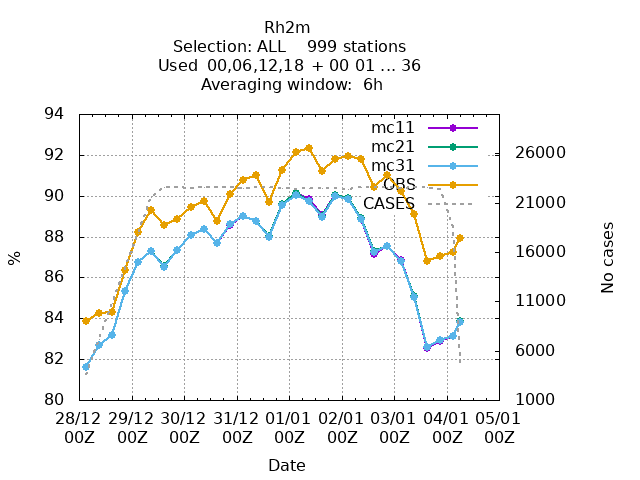 Rh2m
Selection: ALL    999 stations
Used 00,06,12,18 + 00 01 ... 36
Averaging window: 6h
94
92
90
88
86
84
82
80
%
mc11
mc21
mc31
OBS
CASES
26000
21000
16000
11000
6000
1000
No cases
28/12 29/12 30/12 31/12 01/01 02/01 03/01 04/01 05/01
00Z 00Z 00Z 00Z 00Z 00Z 00Z 00Z 00Z
Date